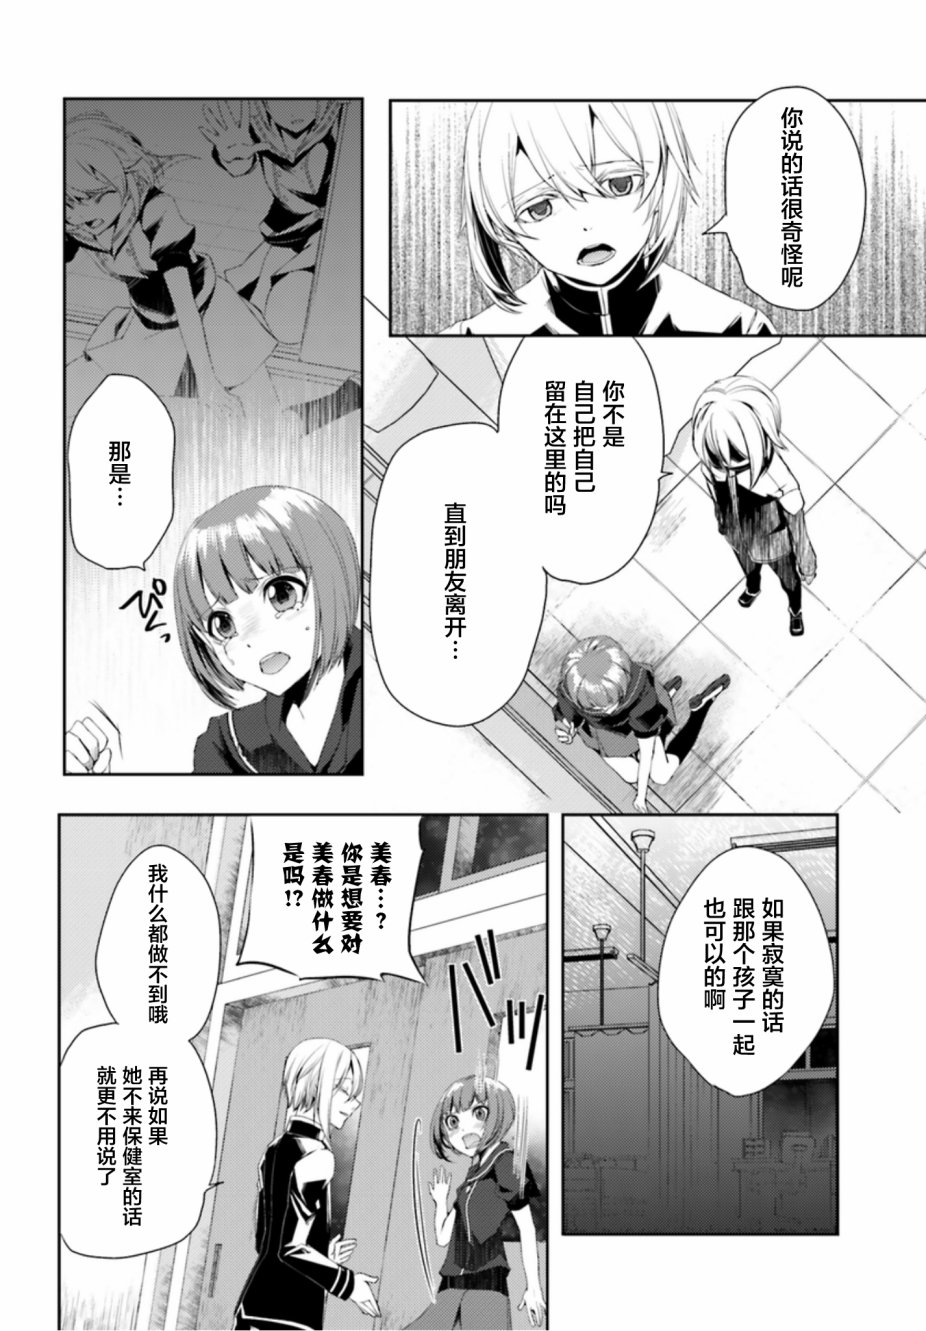 你说的话很奇怪呢
你不是
自己把自己
留在这里的吗
直到朋友离开…
那是…
ぴくっ
如果寂寞的话
跟那个孩子一起
也可以的啊
美春…?
你是想要对
美春做什么
是吗!?
我什么都做不到哦
再说如果
她不来保健室的话
就更不用说了